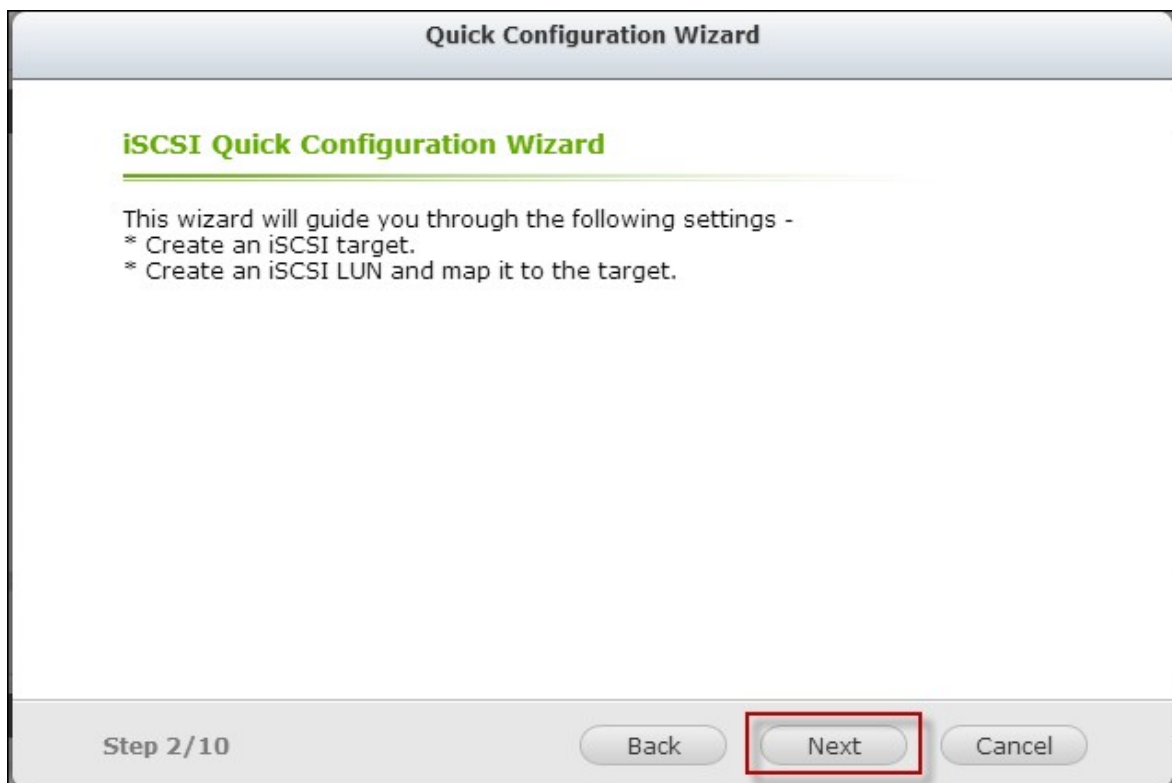 Quick Configuration Wizard
iSCSI Quick Configuration Wizard
This wizard will guide you through the following settings -
* Create an iSCSI target.
* Create an iSCSI LUN and map it to the target.
Step 2/10
Back
Next
Cancel